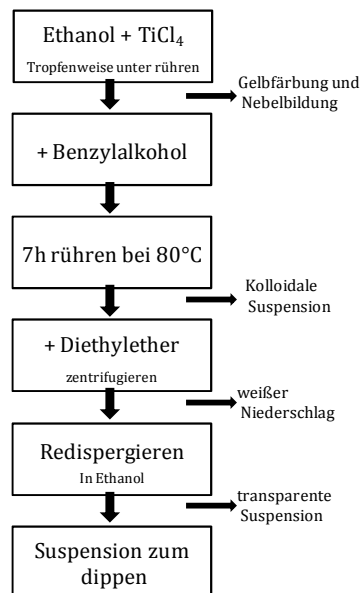 Ethanol + TiCl₄
Tropfenweise unter rühren
Gelbfärbung und
Nebelbildung
+ Benzylalkohol
7h rühren bei 80°C
Kolloidale
Suspension
+ Diethylether
zentrifugieren
weißer
Niederschlag
Redispergieren
In Ethanol
transparente
Suspension
Suspension zum
dippen